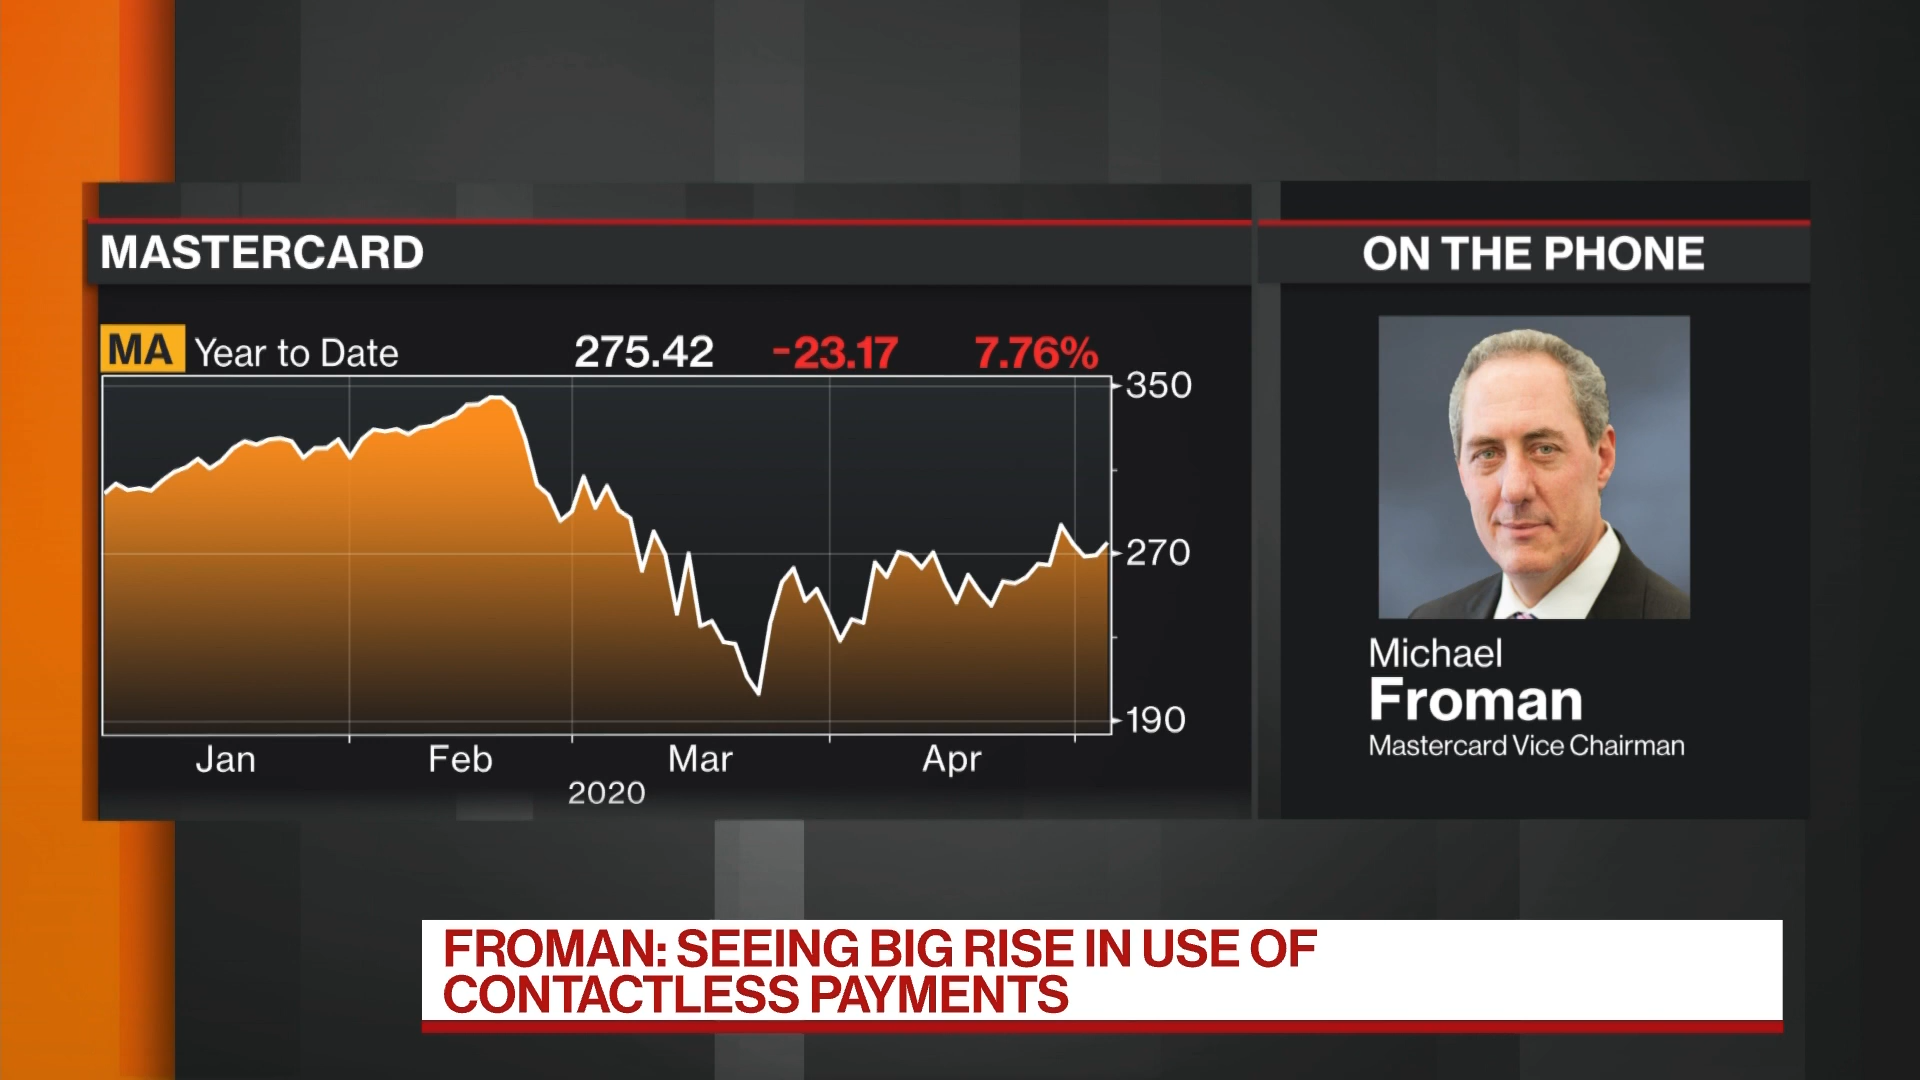 MASTERCARD
MA Year to Date 275.42 -23.17 7.76%
350
270
190
Jan Feb Mar Apr
2020
ON THE PHONE
Michael
Froman
Mastercard Vice Chairman
FROMAN: SEEING BIG RISE IN USE OF
CONTACTLESS PAYMENTS